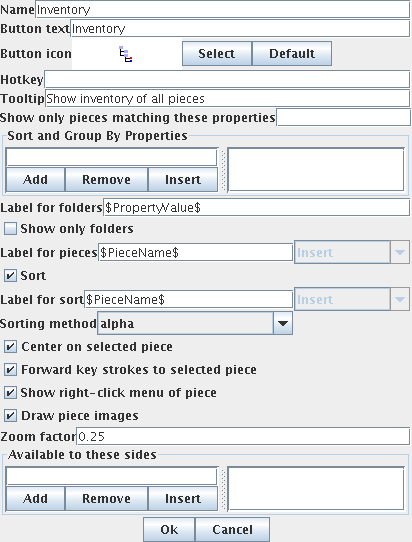 Name Inventory
Button text Inventory
Button icon Select Default
Hotkey
Tooltip Show inventory of all pieces
Show only pieces matching these properties
Sort and Group By Properties
Add Remove Insert
Label for folders $PropertyValue$
Show only folders
Label for pieces $PieceName$ Insert
Sort
Label for sort $PieceName$ Insert
Sorting method alpha
Center on selected piece
Forward key strokes to selected piece
Show right-click menu of piece
Draw piece images
Zoom factor 0.25
Available to these sides
Add Remove Insert
Ok Cancel